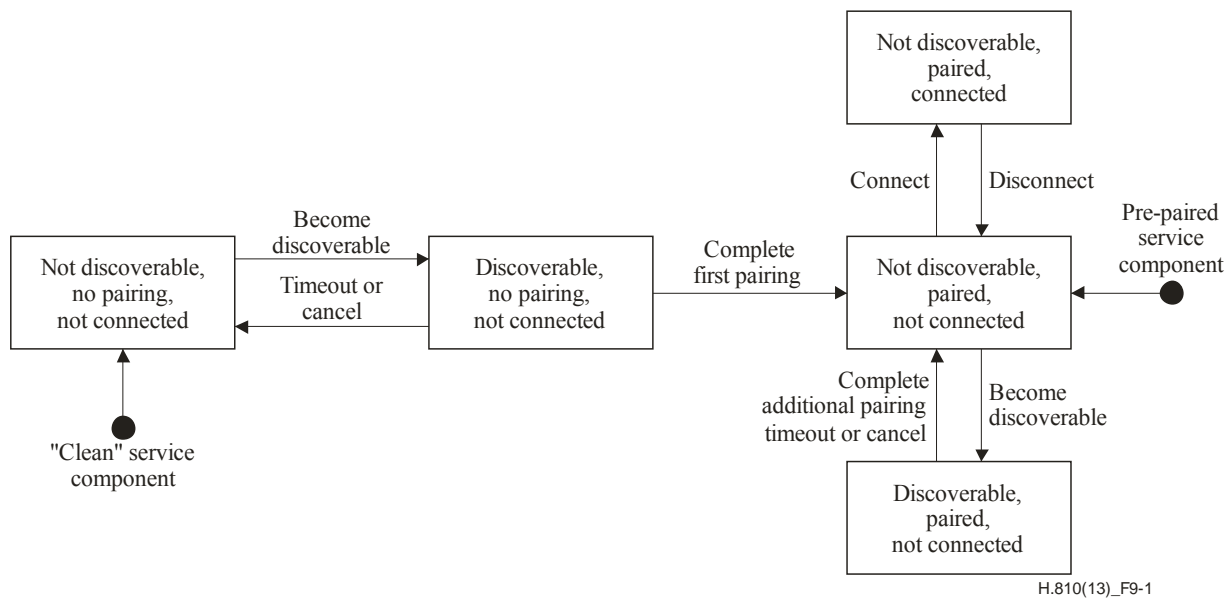 Not discoverable,
paired,
connected
Connect
Disconnect
Pre-paired
service
component
Become
discoverable
Complete
first pairing
Not discoverable,
no pairing,
not connected
Timeout or
cancel
Discoverable,
no pairing,
not connected
Not discoverable,
paired,
not connected
Complete
additional pairing
timeout or cancel
Become
discoverable
"Clean" service
component
Discoverable,
paired,
not connected
H.810(13)_F9-1